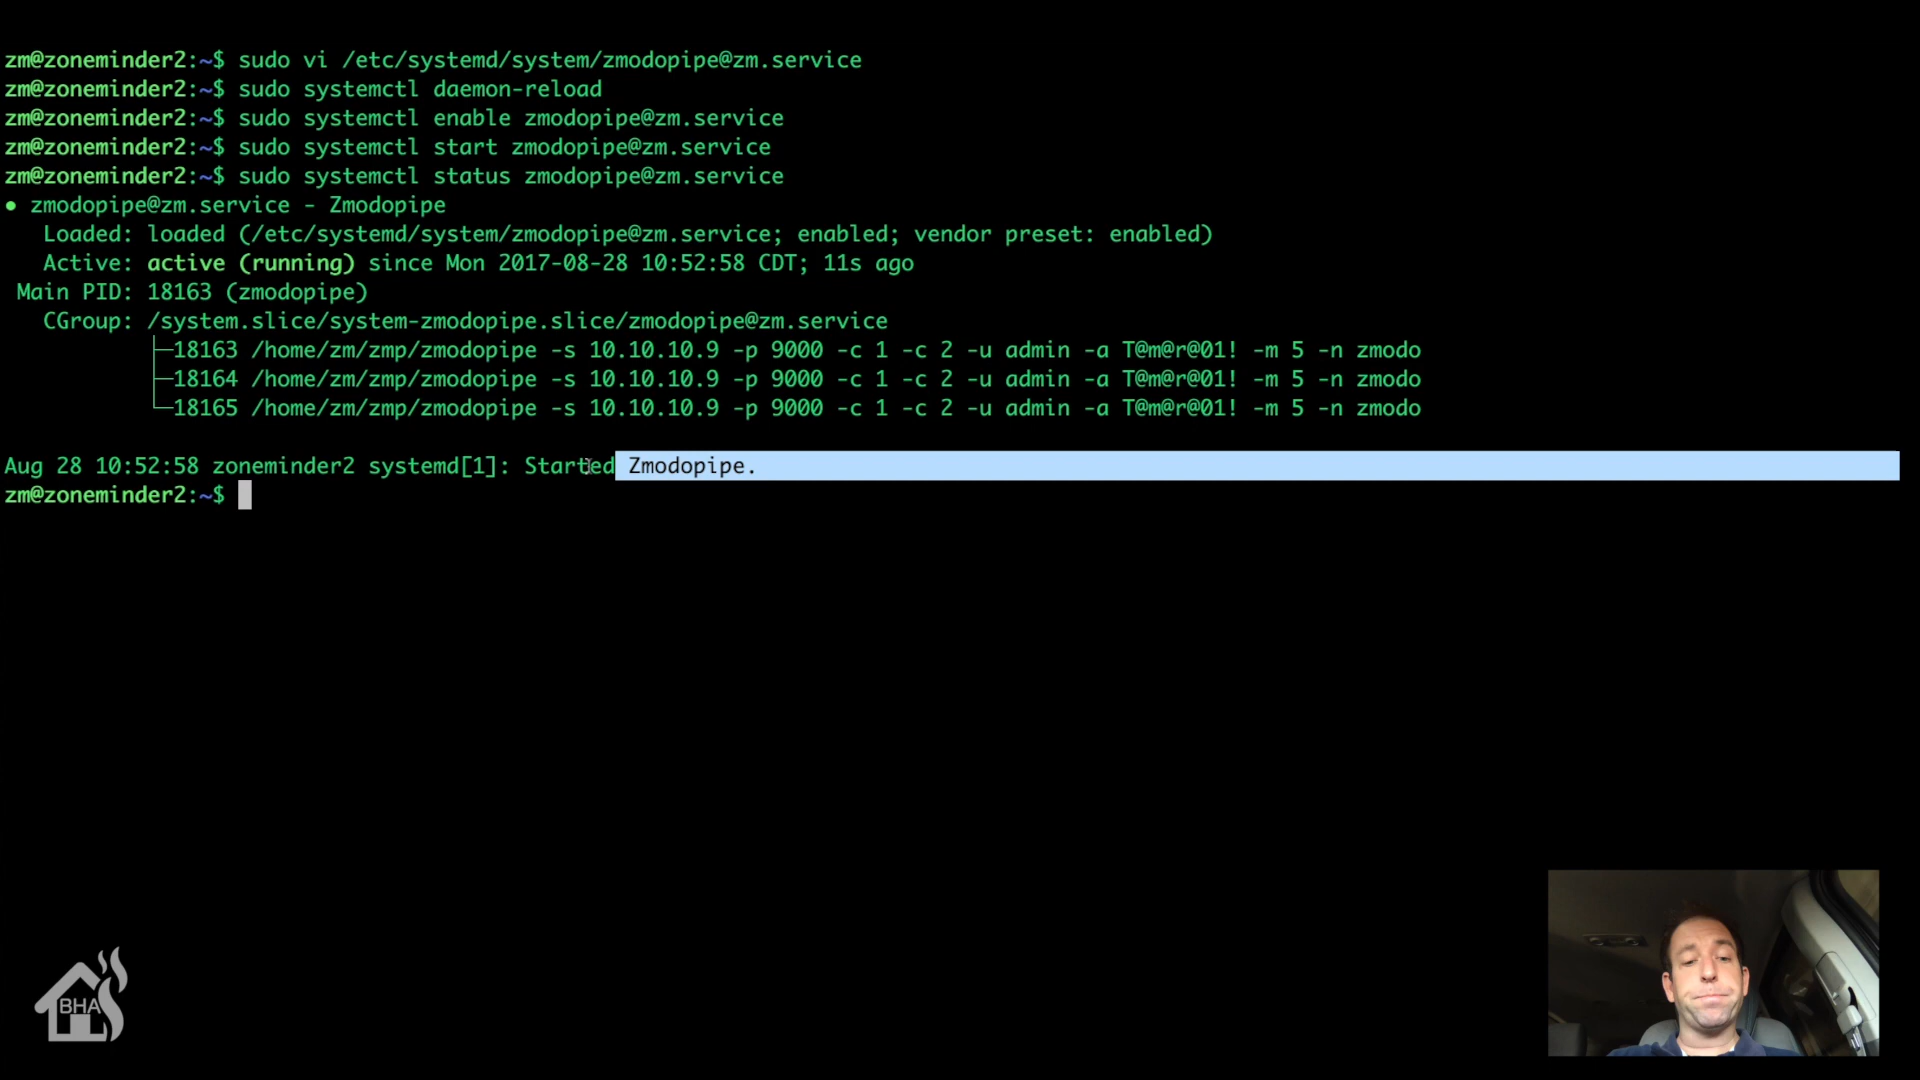 zm@zoneminder2:~$ sudo vi /etc/systemd/system/zmodopipe@zm.service
zm@zoneminder2:~$ sudo systemctl daemon-reload
zm@zoneminder2:~$ sudo systemctl enable zmodopipe@zm.service
zm@zoneminder2:~$ sudo systemctl start zmodopipe@zm.service
zm@zoneminder2:~$ sudo systemctl status zmodopipe@zm.service
● zmodopipe@zm.service - Zmodopipe
   Loaded: loaded (/etc/systemd/system/zmodopipe@zm.service; enabled; vendor preset: enabled)
   Active: active (running) since Mon 2017-08-28 10:52:58 CDT; 11s ago
 Main PID: 18163 (zmodopipe)
   CGroup: /system.slice/system-zmodopipe.slice/zmodopipe@zm.service
           ├─18163 /home/zm/zmp/zmodopipe -s 10.10.10.9 -p 9000 -c 1 -c 2 -u admin -a T@m@r@01! -m 5 -n zmodo
           ├─18164 /home/zm/zmp/zmodopipe -s 10.10.10.9 -p 9000 -c 1 -c 2 -u admin -a T@m@r@01! -m 5 -n zmodo
           └─18165 /home/zm/zmp/zmodopipe -s 10.10.10.9 -p 9000 -c 1 -c 2 -u admin -a T@m@r@01! -m 5 -n zmodo
Aug 28 10:52:58 zoneminder2 systemd[1]: Started Zmodopipe.
zm@zoneminder2:~$
BHA